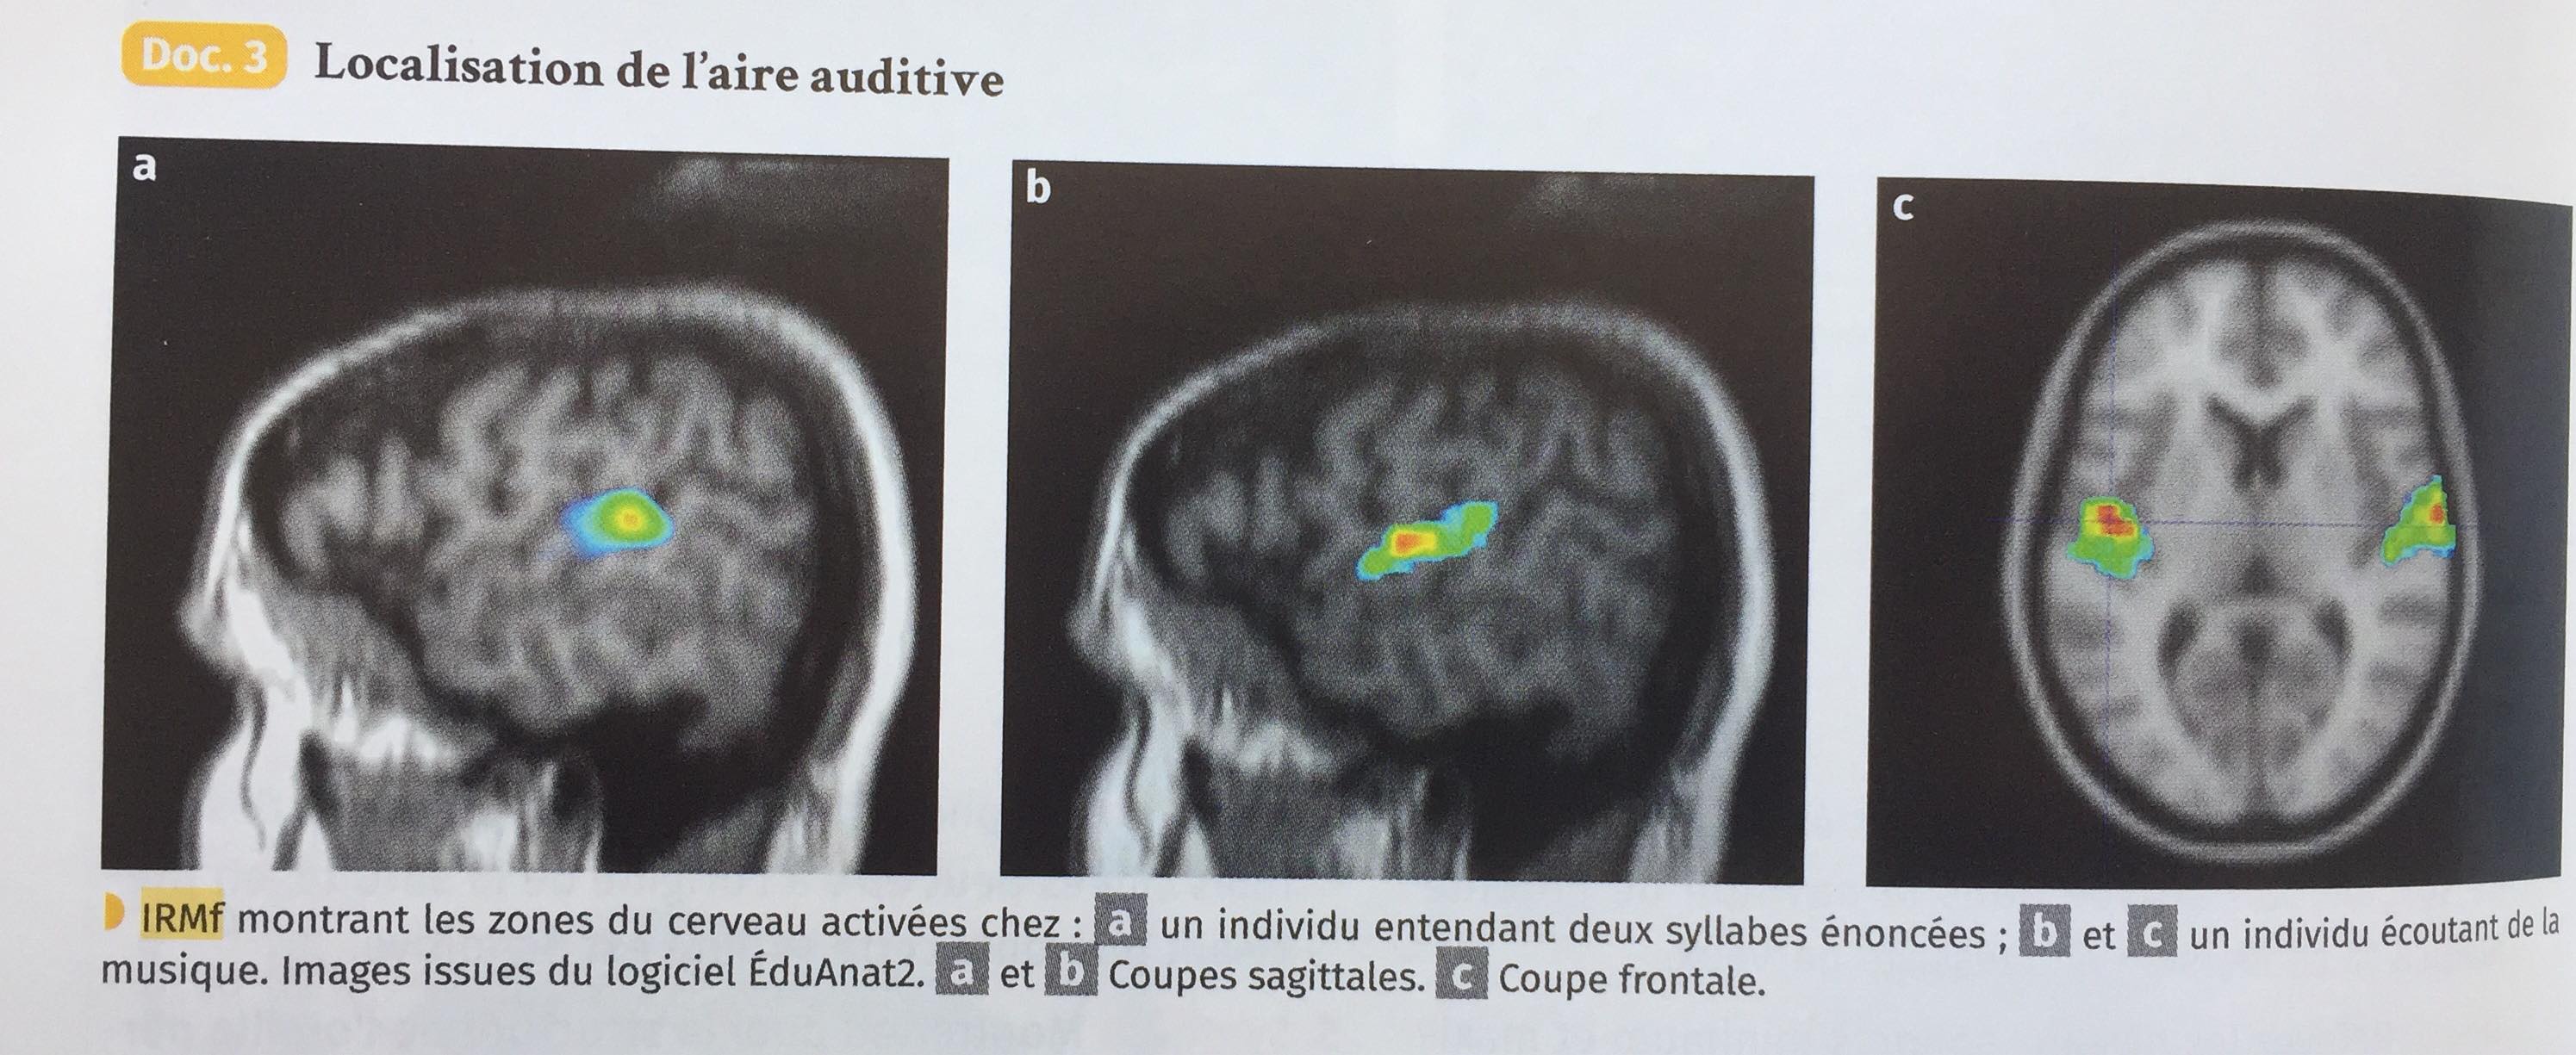 Doc. 3 Localisation de l'aire auditive
a
b
c
IRMf montrant les zones du cerveau activées chez : a un individu entendant deux syllabes énoncées ; b et c un individu écoutant de la
musique. Images issues du logiciel ÉduAnat2. a et b Coupes sagittales. c Coupe frontale.